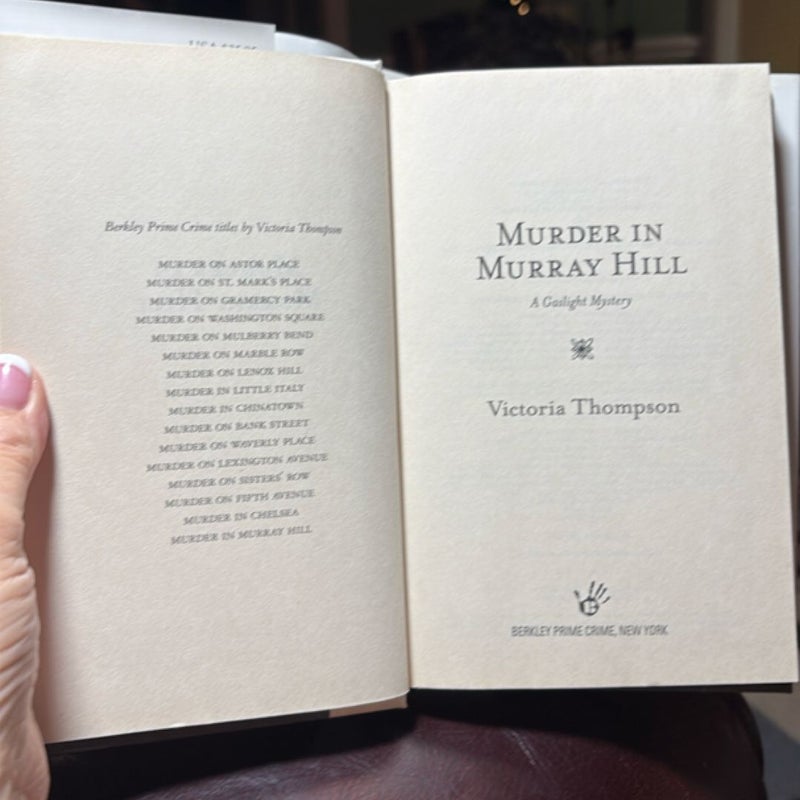 Berkley Prime Crime titles by Victoria Thompson
MURDER ON ASTOR PLACE
MURDER ON ST. MARK'S PLACE
MURDER ON GRAMERCY PARK
MURDER ON WASHINGTON SQUARE
MURDER ON MULBERRY BEND
MURDER ON MARBLE ROW
MURDER ON LENOX HILL
MURDER IN LITTLE ITALY
MURDER IN CHINATOWN
MURDER ON BANK STREET
MURDER ON WAVERLY PLACE
MURDER ON LEXINGTON AVENUE
MURDER ON SISTERS' ROW
MURDER ON FIFTH AVENUE
MURDER IN CHELSEA
MURDER IN MURRAY HILL
MURDER IN
MURRAY HILL
A Gaslight Mystery
Victoria Thompson
BERKLEY PRIME CRIME, NEW YORK